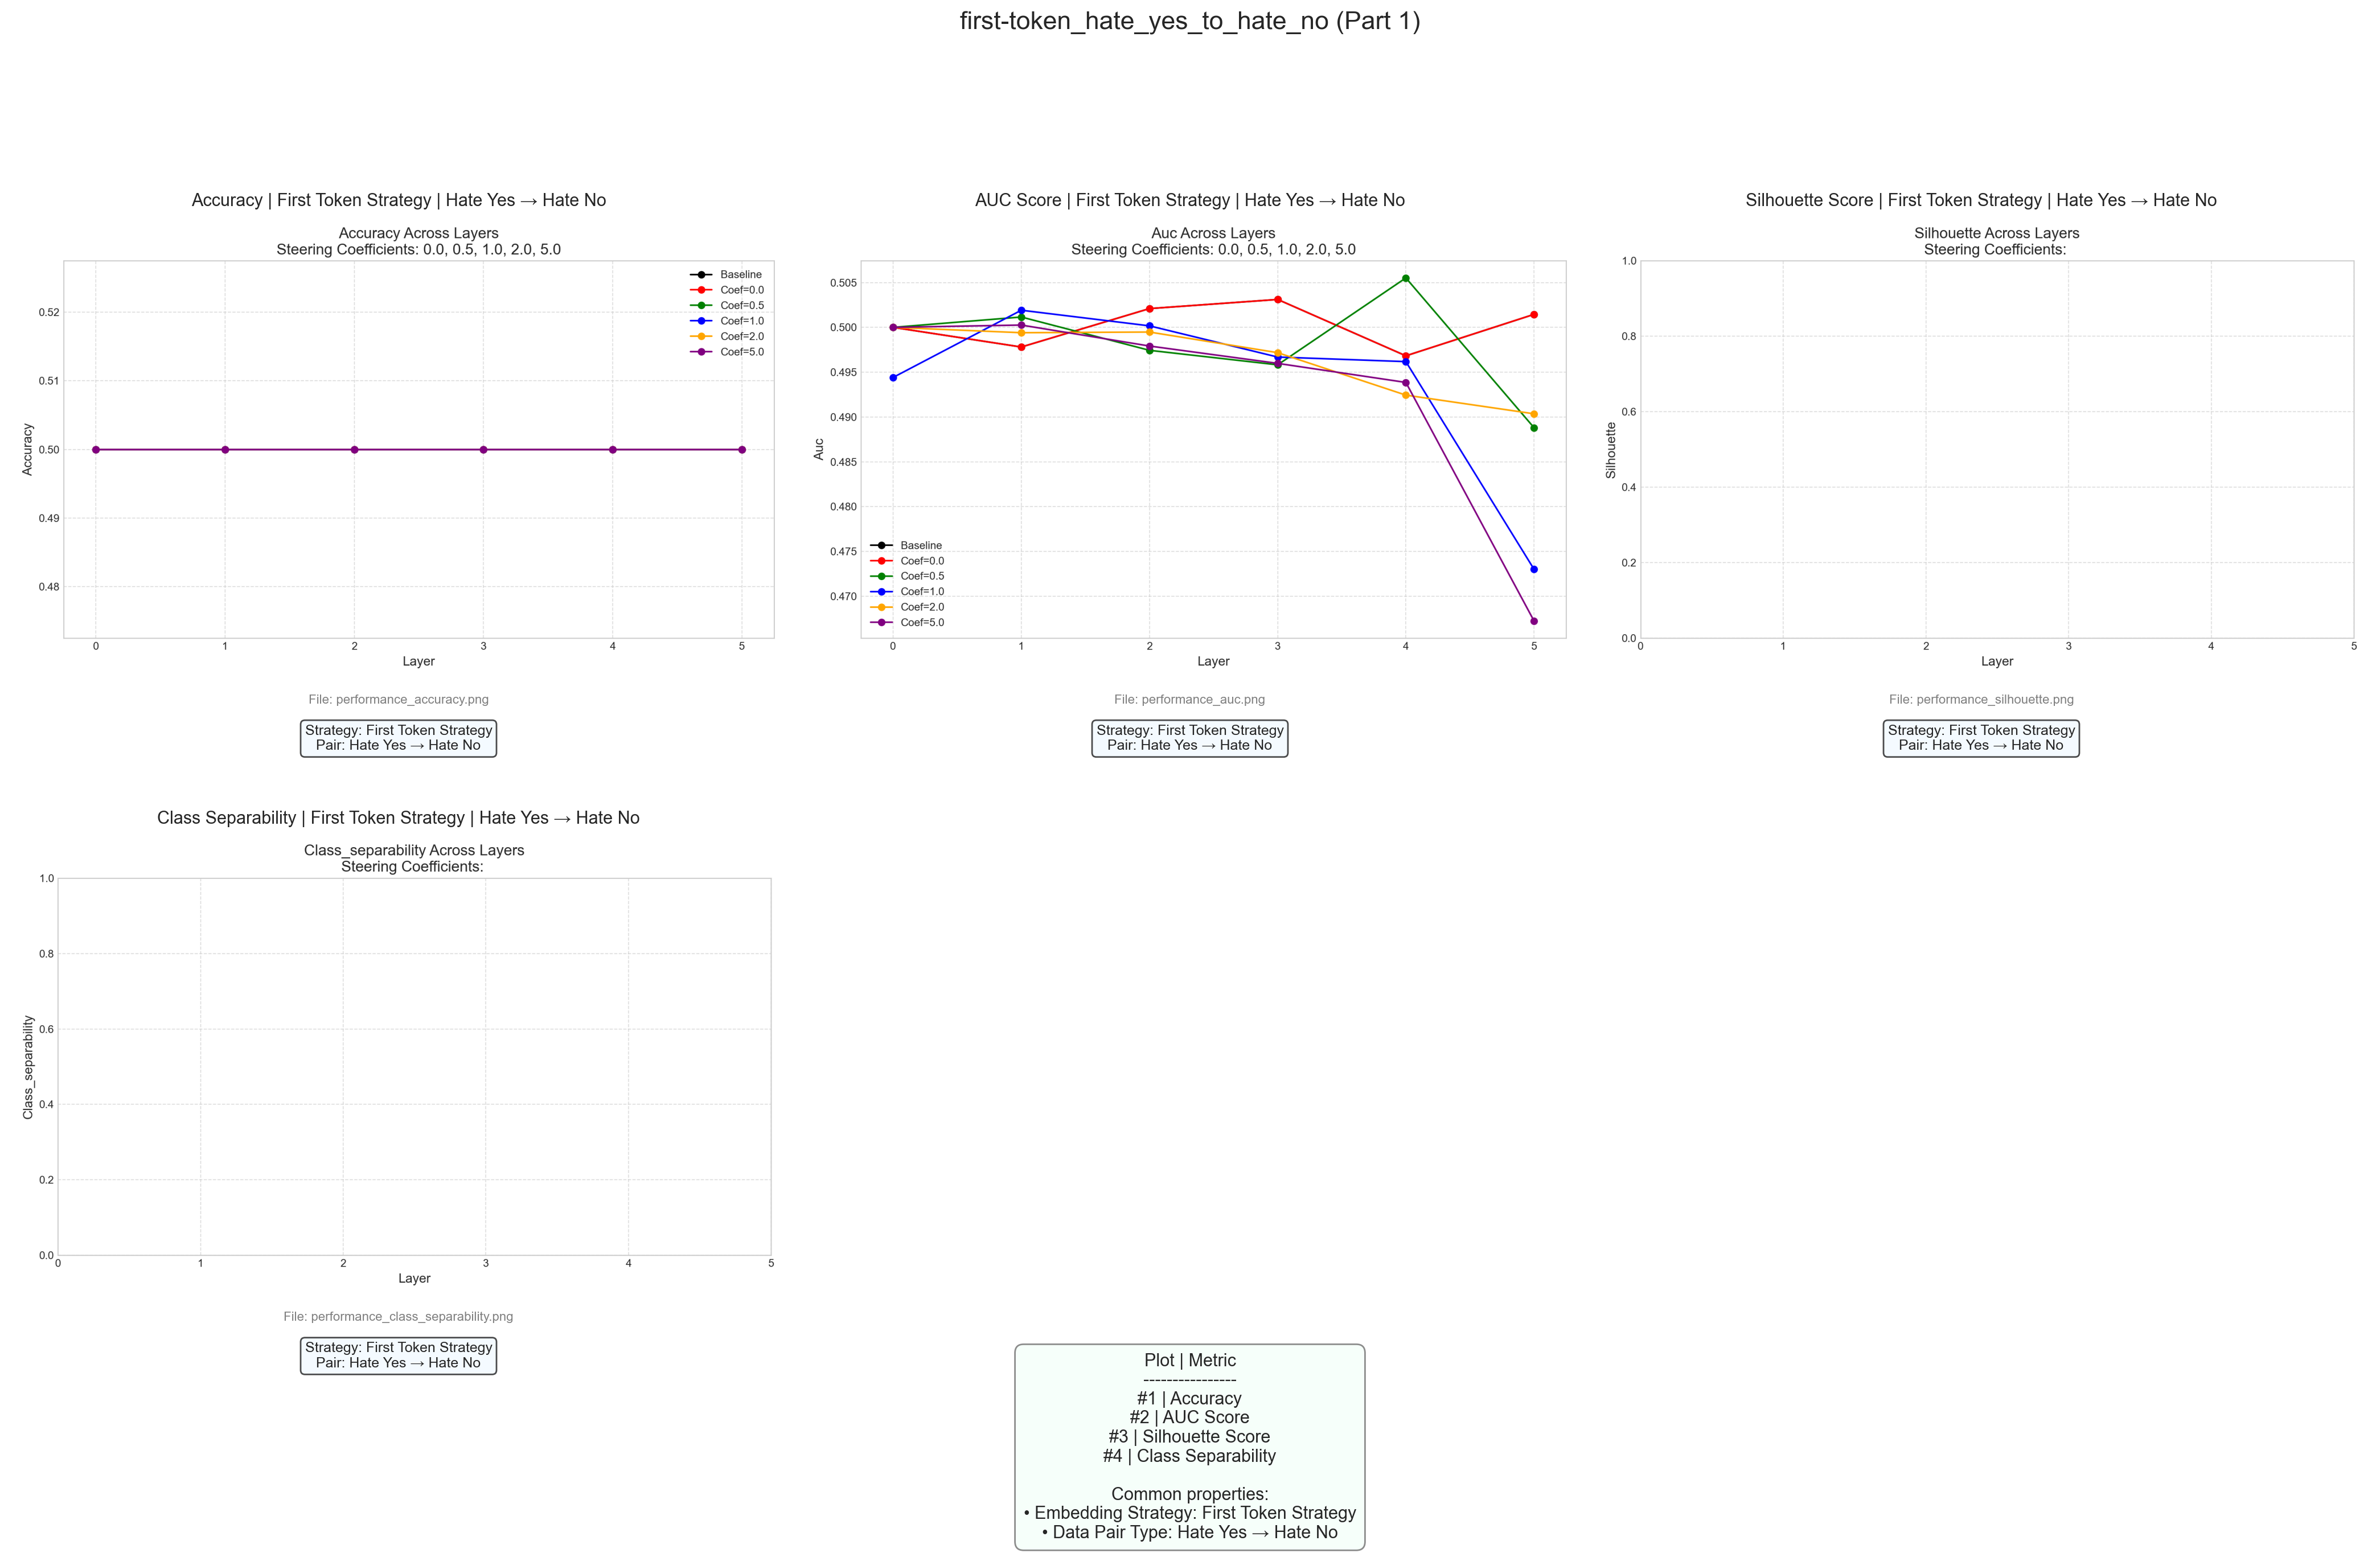 first-token_hate_yes_to_hate_no (Part 1)
Accuracy | First Token Strategy | Hate Yes → Hate No
Accuracy Across Layers
Steering Coefficients: 0.0, 0.5, 1.0, 2.0, 5.0
Accuracy
0.52
0.51
0.50
0.49
0.48
Baseline
Coef=0.0
Coef=0.5
Coef=1.0
Coef=2.0
Coef=5.0
0 1 2 3 4 5
Layer
File: performance_accuracy.png
Strategy: First Token Strategy
Pair: Hate Yes → Hate No
AUC Score | First Token Strategy | Hate Yes → Hate No
Auc Across Layers
Steering Coefficients: 0.0, 0.5, 1.0, 2.0, 5.0
Auc
0.505
0.500
0.495
0.490
0.485
0.480
0.475
0.470
Baseline
Coef=0.0
Coef=0.5
Coef=1.0
Coef=2.0
Coef=5.0
0 1 2 3 4 5
Layer
File: performance_auc.png
Strategy: First Token Strategy
Pair: Hate Yes → Hate No
Silhouette Score | First Token Strategy | Hate Yes → Hate No
Silhouette Across Layers
Steering Coefficients:
Silhouette
1.0
0.8
0.6
0.4
0.2
0.0
0 1 2 3 4 5
Layer
File: performance_silhouette.png
Strategy: First Token Strategy
Pair: Hate Yes → Hate No
Class Separability | First Token Strategy | Hate Yes → Hate No
Class_separability Across Layers
Steering Coefficients:
Class_separability
1.0
0.8
0.6
0.4
0.2
0.0
0 1 2 3 4 5
Layer
File: performance_class_separability.png
Strategy: First Token Strategy
Pair: Hate Yes → Hate No
Plot | Metric
----------------
#1 | Accuracy
#2 | AUC Score
#3 | Silhouette Score
#4 | Class Separability
Common properties:
• Embedding Strategy: First Token Strategy
• Data Pair Type: Hate Yes → Hate No